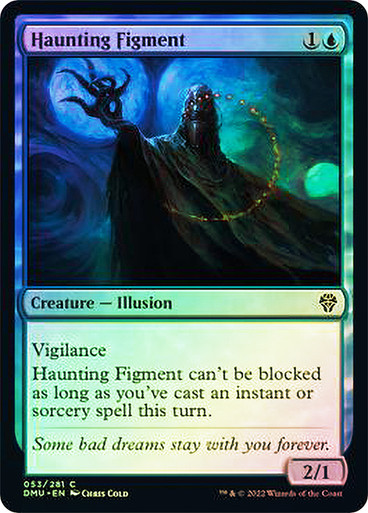 Haunting Figment 1
Creature — Illusion
Vigilance
Haunting Figment can't be blocked
as long as you've cast an instant or
sorcery spell this turn.
Some bad dreams stay with you forever.
2/1
053/281 C
DMU • EN Chris Cold
™ & © 2022 Wizards of the Coast